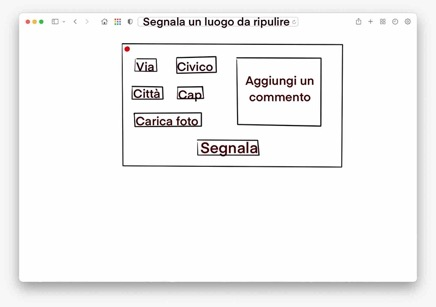 Segnala un luogo da ripulire
Via
Civico
Città
Cap
Carica foto
Aggiungi un
commento
Segnala